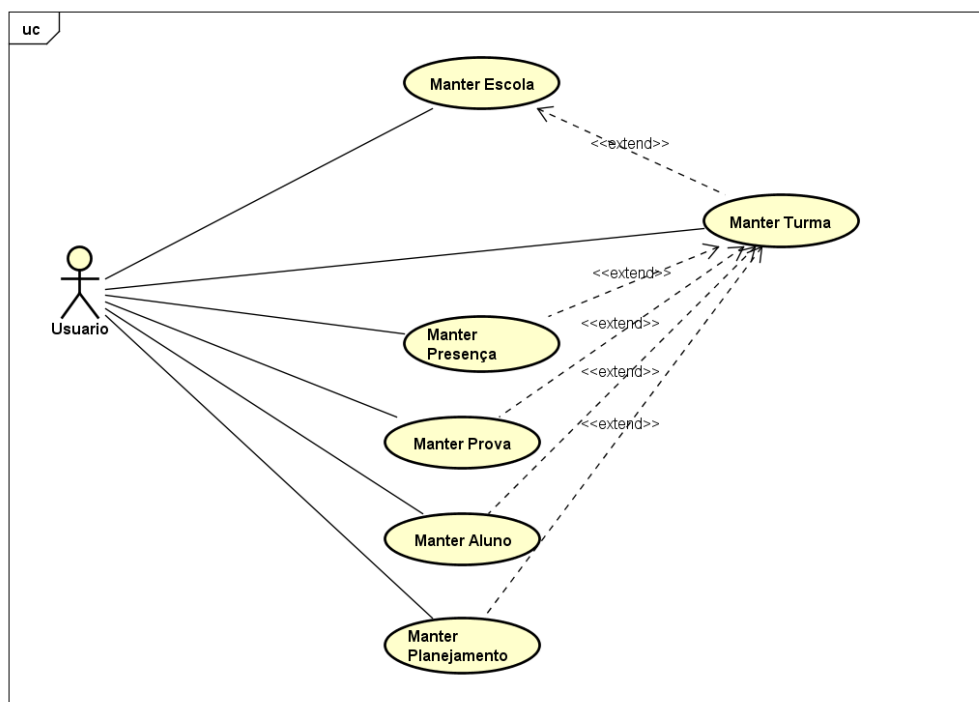 uc
Manter Escola
<<extend>>
Manter Turma
<<extend>>
Usuario
Manter
Presença
<<extend>>
<<extend>>
<<extend>>
Manter Prova
Manter Aluno
Manter
Planejamento